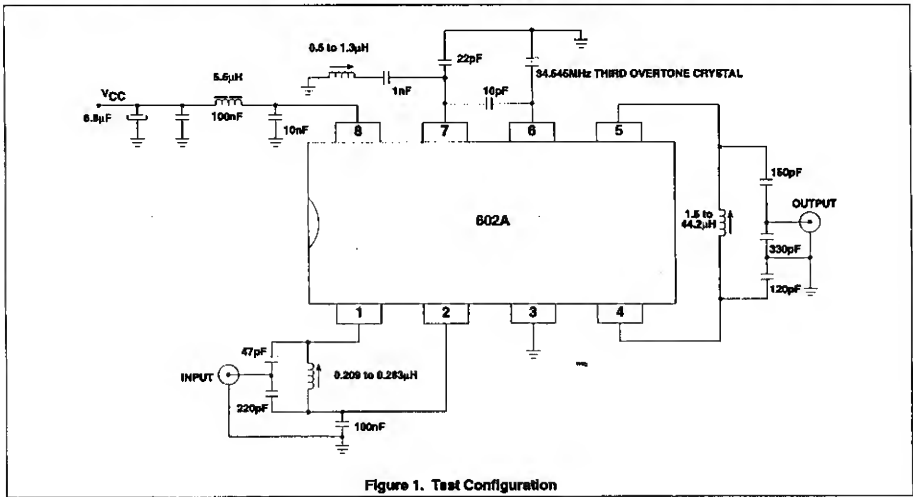 0.5 to 1.3μH
22pF
34.545MHz THIRD OVERTONE CRYSTAL
5.5μH
1nF
10pF
VCC
6.8μF
100nF
10nF
8
7
6
5
150pF
602A
1.5 to
44.2μH
OUTPUT
330pF
120pF
1
2
3
4
47pF
INPUT
0.209 to 0.283μH
220pF
100nF
Figure 1. Test Configuration